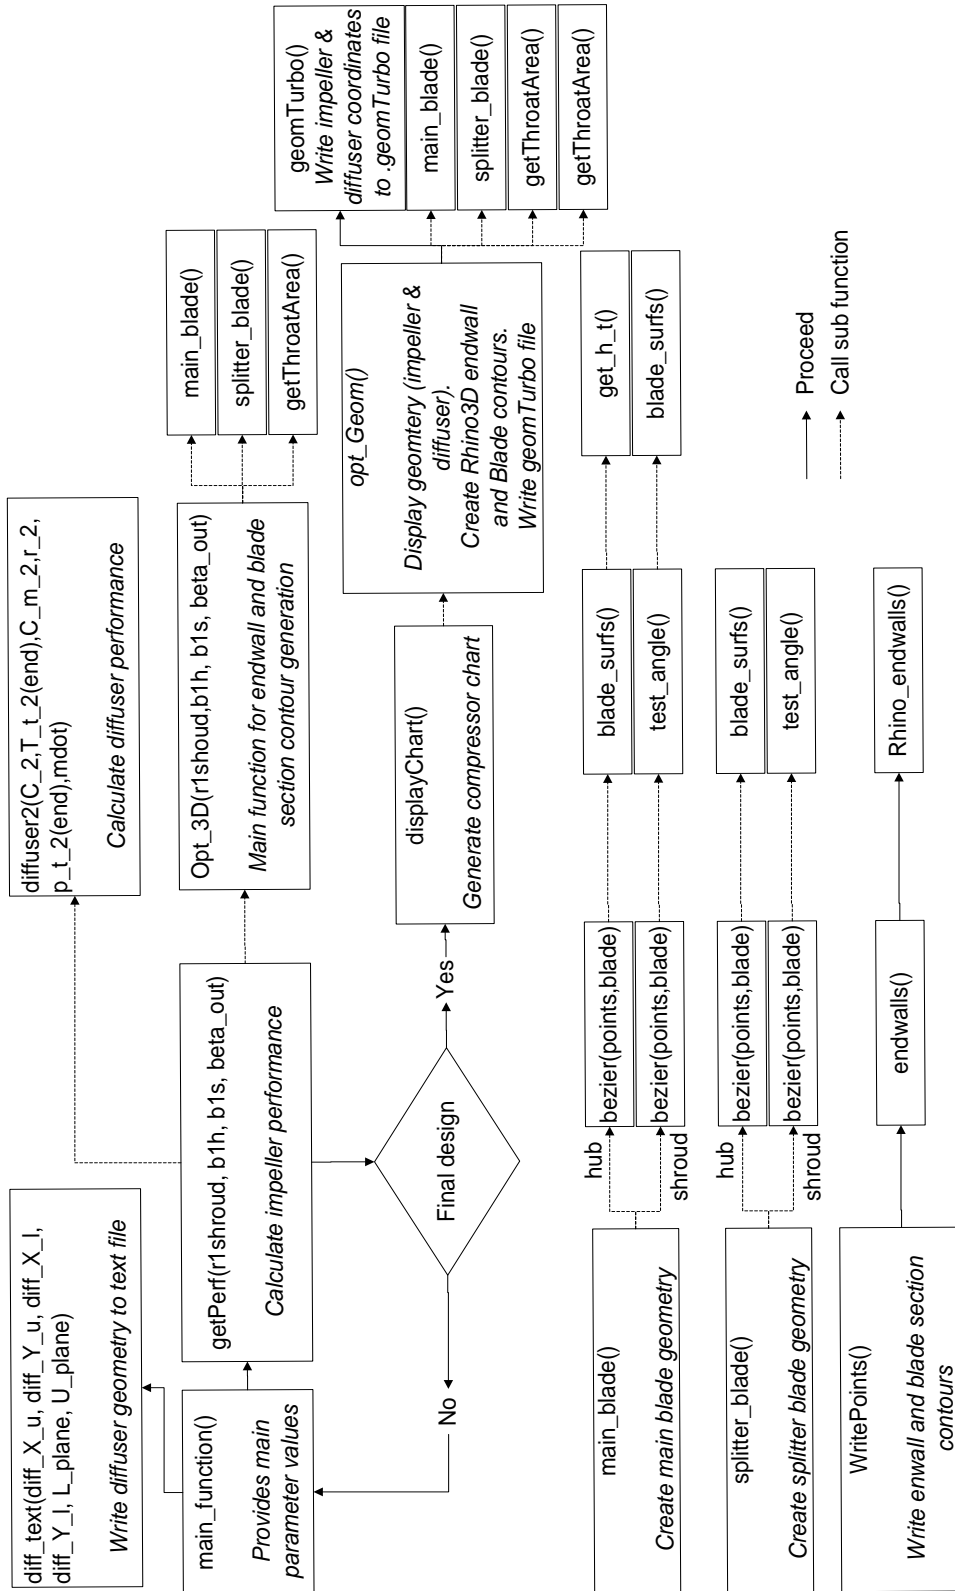 diff_text(diff_X_u, diff_Y_u, diff_X_l,
diff_Y_l, L_plane, U_plane)
Write diffuser geometry to text file
diffuser2(C_2,T_t_2(end),C_m_2,r_2,
p_t_2(end),mdot)
Calculate diffuser performance
main_function()
Provides main
parameter values
getPerf(r1shroud, b1h, b1s, beta_out)
Calculate impeller performance
Opt_3D(r1shoud,b1h, b1s, beta_out)
Main function for endwall and blade
section contour generation
main_blade()
splitter_blade()
getThroatArea()
No
Final design
Yes
displayChart()
Generate compressor chart
opt_Geom()
Display geomtery (impeller &
diffuser).
Create Rhino3D endwall
and Blade contours.
Write geomTurbo file
geomTurbo()
Write impeller &
diffuser coordinates
to .geomTurbo file
main_blade()
splitter_blade()
getThroatArea()
getThroatArea()
main_blade()
Create main blade geometry
hub
shroud
bezier(points,blade)
bezier(points,blade)
blade_surfs()
test_angle()
get_h_t()
blade_surfs()
splitter_blade()
Create splitter blade geometry
hub
shroud
bezier(points,blade)
bezier(points,blade)
blade_surfs()
test_angle()
WritePoints()
Write enwall and blade section
contours
endwalls()
Rhino_endwalls()
Proceed
Call sub function